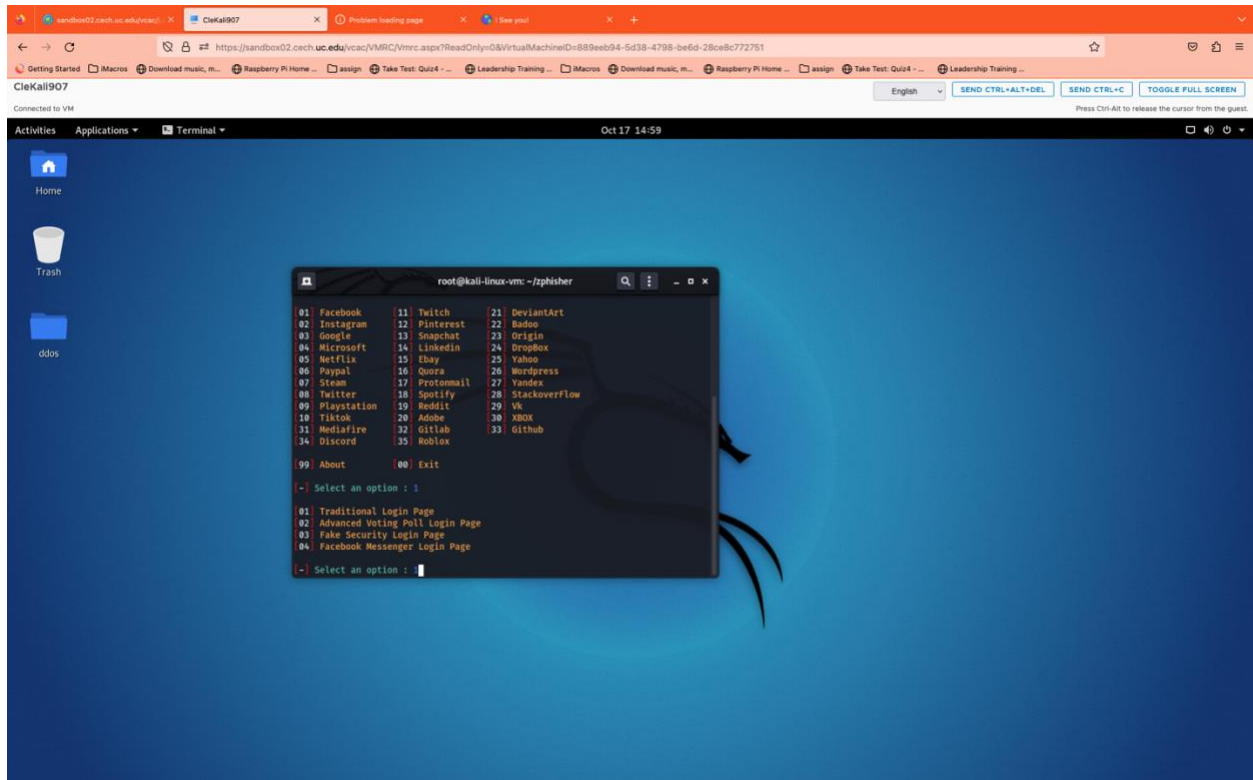 sandbox02.cech.uc.edu/vcac/
CleKali907
Problem loading page
I See you!
https://sandbox02.cech.uc.edu/vcac/VMRC/Vmrc.aspx?ReadOnly=0&VirtualMachineID=889eeb94-5d38-4798-be6d-28ce8c772751
Getting Started iMacros Download music, m... Raspberry Pi Home ... assign Take Test: Quiz4 - ... Leadership Training ... iMacros Download music, m... Raspberry Pi Home ... assign Take Test: Quiz4 - ... Leadership Training ...
CleKali907 English SEND CTRL+ALT+DEL SEND CTRL+C TOGGLE FULL SCREEN
Connected to VM Press Ctrl-Alt to release the cursor from the guest.
Activities Applications Terminal Oct 17 14:59
Home
Trash
ddos
root@kali-linux-vm: ~/zphisher
[01] Facebook [11] Twitch [21] DeviantArt
[02] Instagram [12] Pinterest [22] Badoo
[03] Google [13] Snapchat [23] Origin
[04] Microsoft [14] Linkedin [24] DropBox
[05] Netflix [15] Ebay [25] Yahoo
[06] Paypal [16] Quora [26] Wordpress
[07] Steam [17] Protonmail [27] Yandex
[08] Twitter [18] Spotify [28] Stackoverflow
[09] Playstation [19] Reddit [29] Vk
[10] Tiktok [20] Adobe [30] XBOX
[31] Mediafire [32] Gitlab [33] Github
[34] Discord [35] Roblox
[99] About [00] Exit
[-] Select an option : 1
[01] Traditional Login Page
[02] Advanced Voting Poll Login Page
[03] Fake Security Login Page
[04] Facebook Messenger Login Page
[-] Select an option : 1